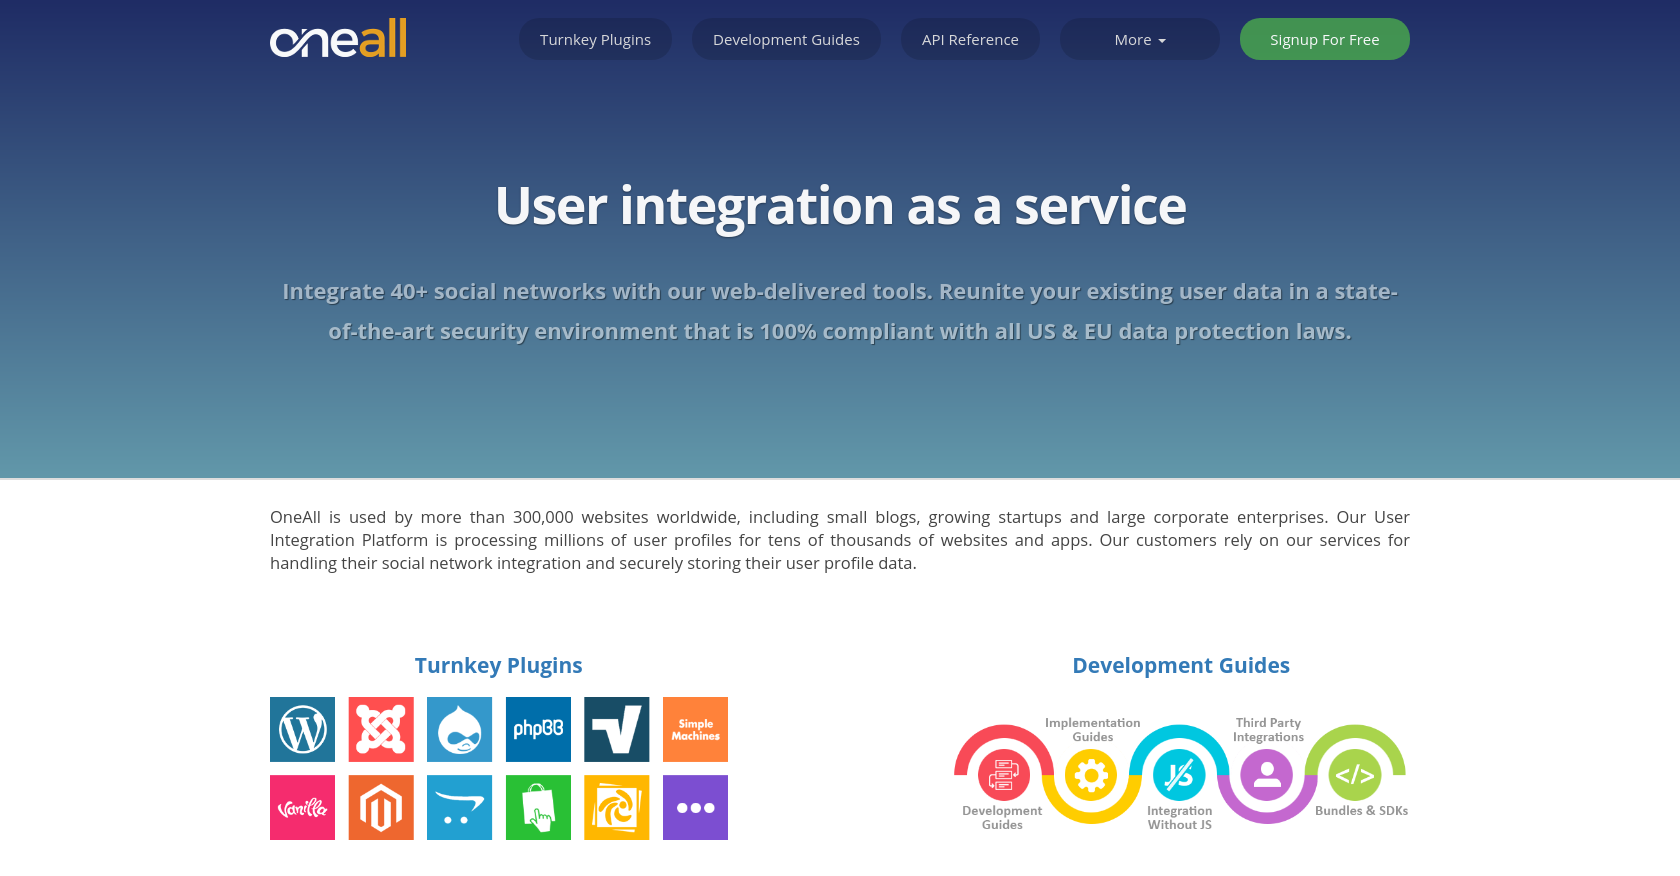 oneall
Turnkey Plugins
Development Guides
API Reference
More
Signup For Free
User integration as a service
Integrate 40+ social networks with our web-delivered tools. Reunite your existing user data in a state-
of-the-art security environment that is 100% compliant with all US & EU data protection laws.
OneAll is used by more than 300,000 websites worldwide, including small blogs, growing startups and large corporate enterprises. Our User
Integration Platform is processing millions of user profiles for tens of thousands of websites and apps. Our customers rely on our services for
handling their social network integration and securely storing their user profile data.
Turnkey Plugins
phpBB
Simple
Machines
Vanilla
Development Guides
Implementation
Guides
Third Party
Integrations
JS
</>
Development
Guides
Integration
Without JS
Bundles & SDKs